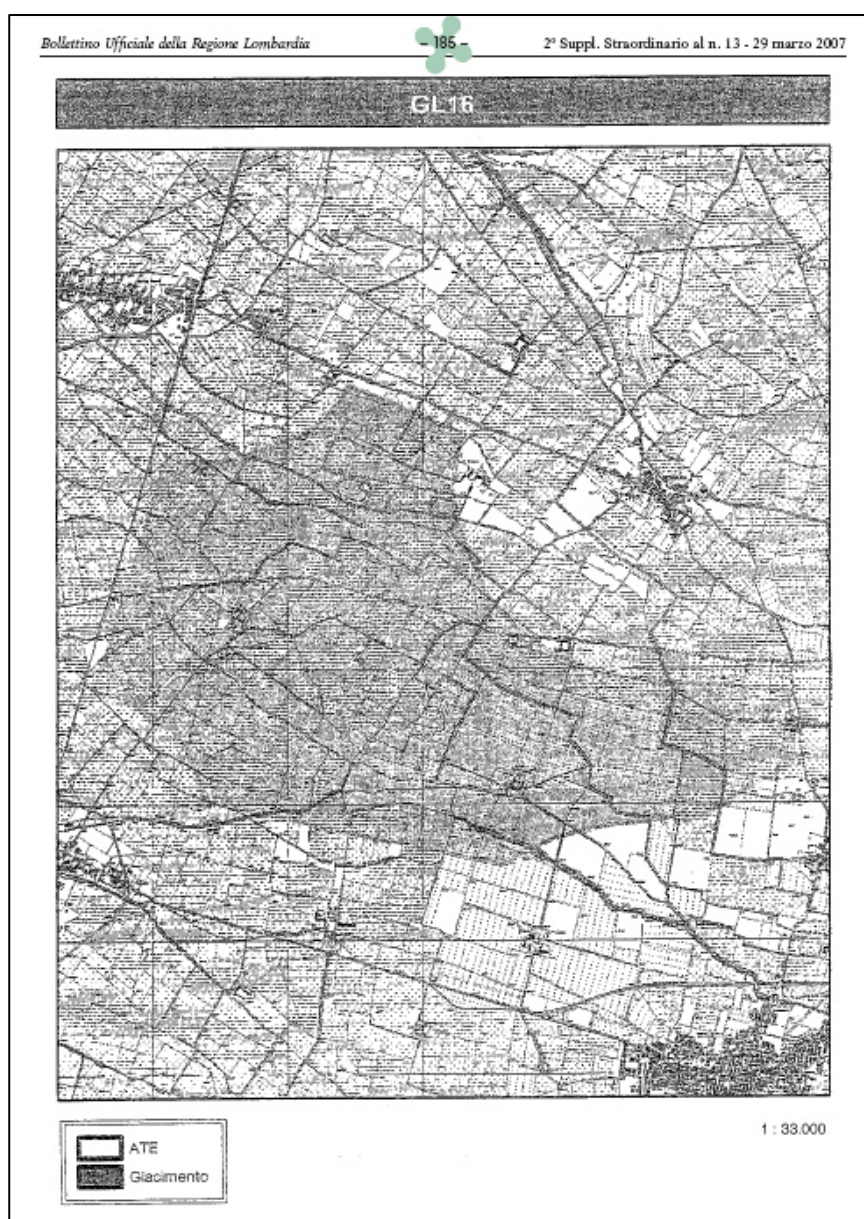 Bollettino Ufficiale della Regione Lombardia – 185 – 2º Suppl. Straordinario al n. 13 - 29 marzo 2007
GL16
1 : 33.000
ATE
Giacimento